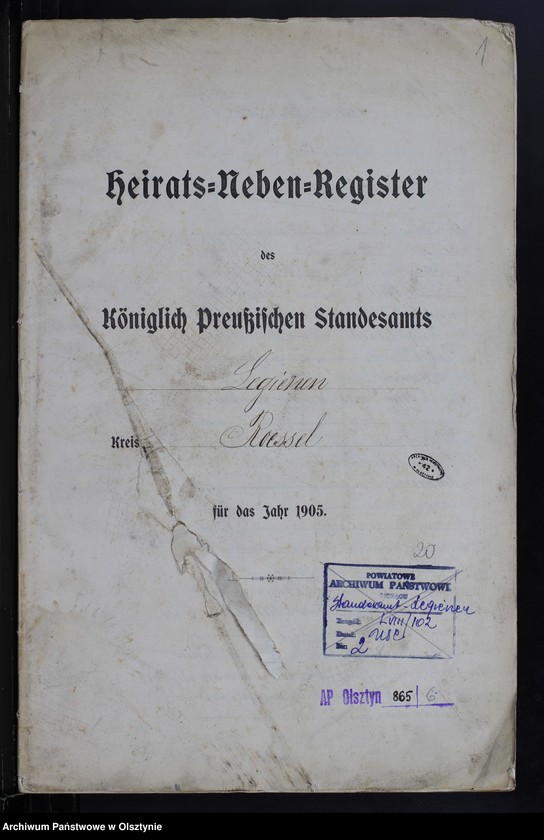 1
Heirats=Neben=Register
des
Königlich Preußischen Standesamts
Legienen
Kreis Roessel
für das Jahr 1905.
20
POWIATOWE
ARCHIWUM PAŃSTWOWE
Standesamt Legienen
LVIII/102
USC
2
42
AP Olsztyn 865/6
Archiwum Państwowe w Olsztynie